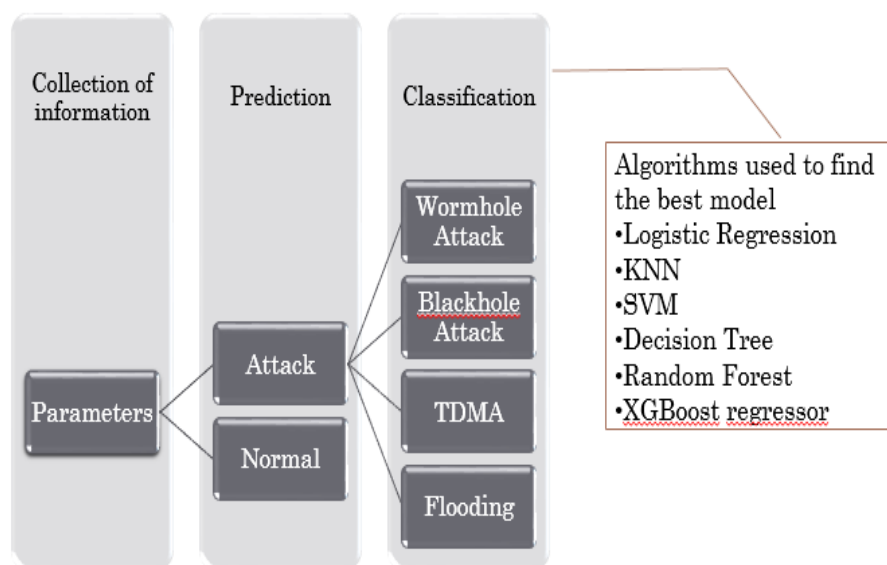 Collection of
information
Prediction
Classification
Parameters
Attack
Normal
Wormhole
Attack
Blackhole
Attack
TDMA
Flooding
Algorithms used to find
the best model
•Logistic Regression
•KNN
•SVM
•Decision Tree
•Random Forest
•XGBoost regressor